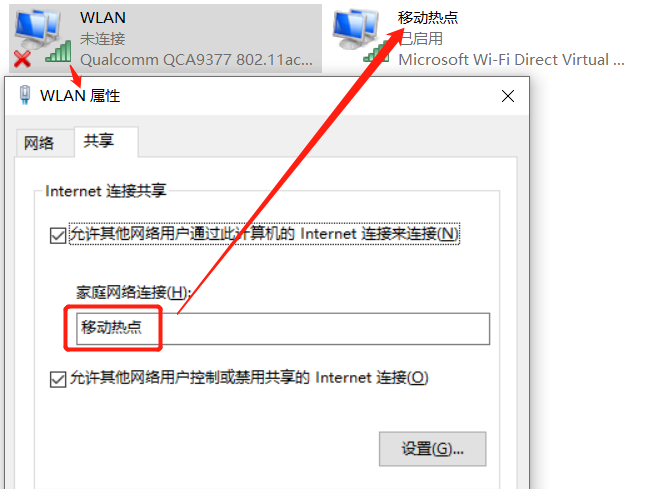 WLAN
未连接
Qualcomm QCA9377 802.11ac...
移动热点
已启用
Microsoft Wi-Fi Direct Virtual ...
WLAN 属性
网络
共享
Internet 连接共享
允许其他网络用户通过此计算机的 Internet 连接来连接(N)
家庭网络连接(H):
移动热点
允许其他网络用户控制或禁用共享的 Internet 连接(O)
设置(G)...